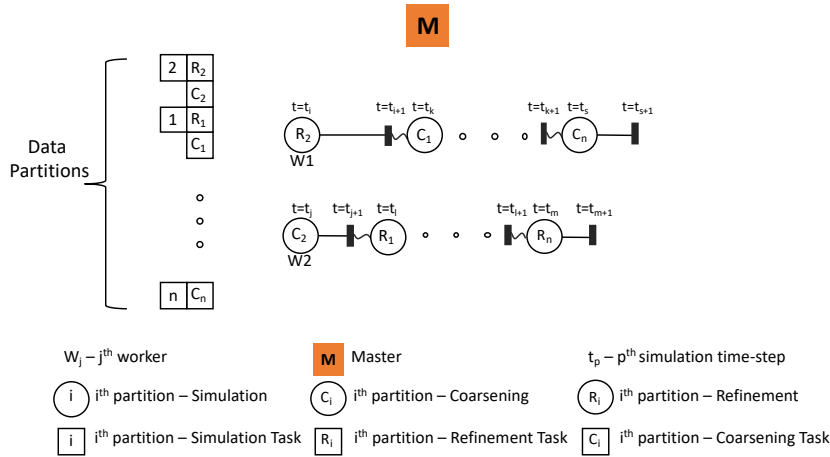 M
Data
Partitions
2 R₂
C₂
1 R₁
C₁
n Cₙ
t=tᵢ t=tᵢ₊₁ t=tₖ t=tₖ₊₁ t=tₛ t=tₛ₊₁
R₂ C₁ Cₙ
W1
t=tⱼ t=tⱼ₊₁ t=tₗ t=tₗ₊₁ t=tₘ t=tₘ₊₁
C₂ R₁ Rₙ
W2
Wⱼ – jᵗʰ worker M Master tₚ – pᵗʰ simulation time-step
i iᵗʰ partition – Simulation Cᵢ iᵗʰ partition – Coarsening Rᵢ iᵗʰ partition – Refinement
i iᵗʰ partition – Simulation Task Rᵢ iᵗʰ partition – Refinement Task Cᵢ iᵗʰ partition – Coarsening Task